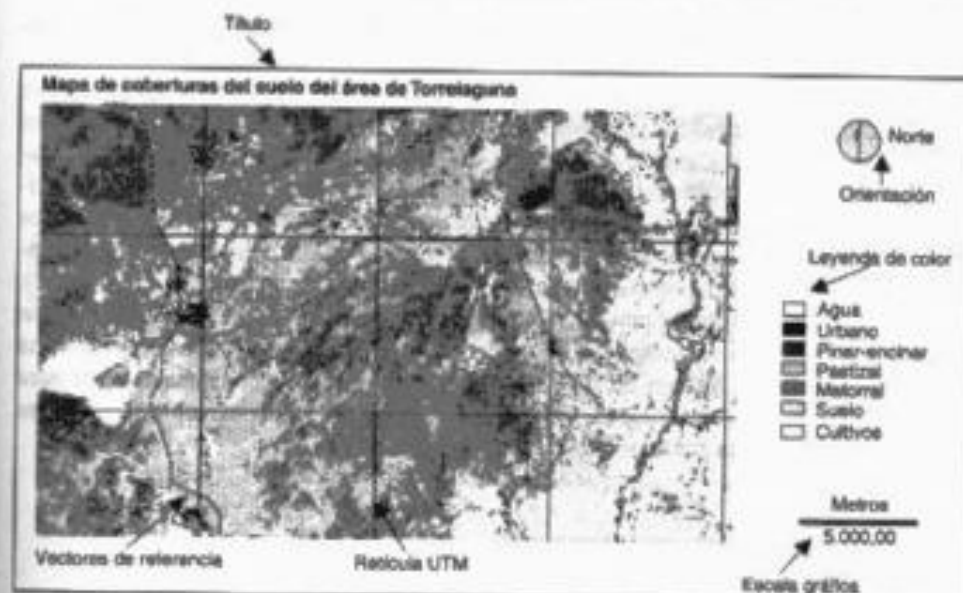 Título
Mapa de coberturas del suelo del área de Torrelaguna
Norte
Orientación
Leyenda de color
Agua
Urbano
Pinar-encinar
Pastizal
Matorral
Suelo
Cultivos
Metros
5.000,00
Vectores de referencia
Retícula UTM
Escala gráfica